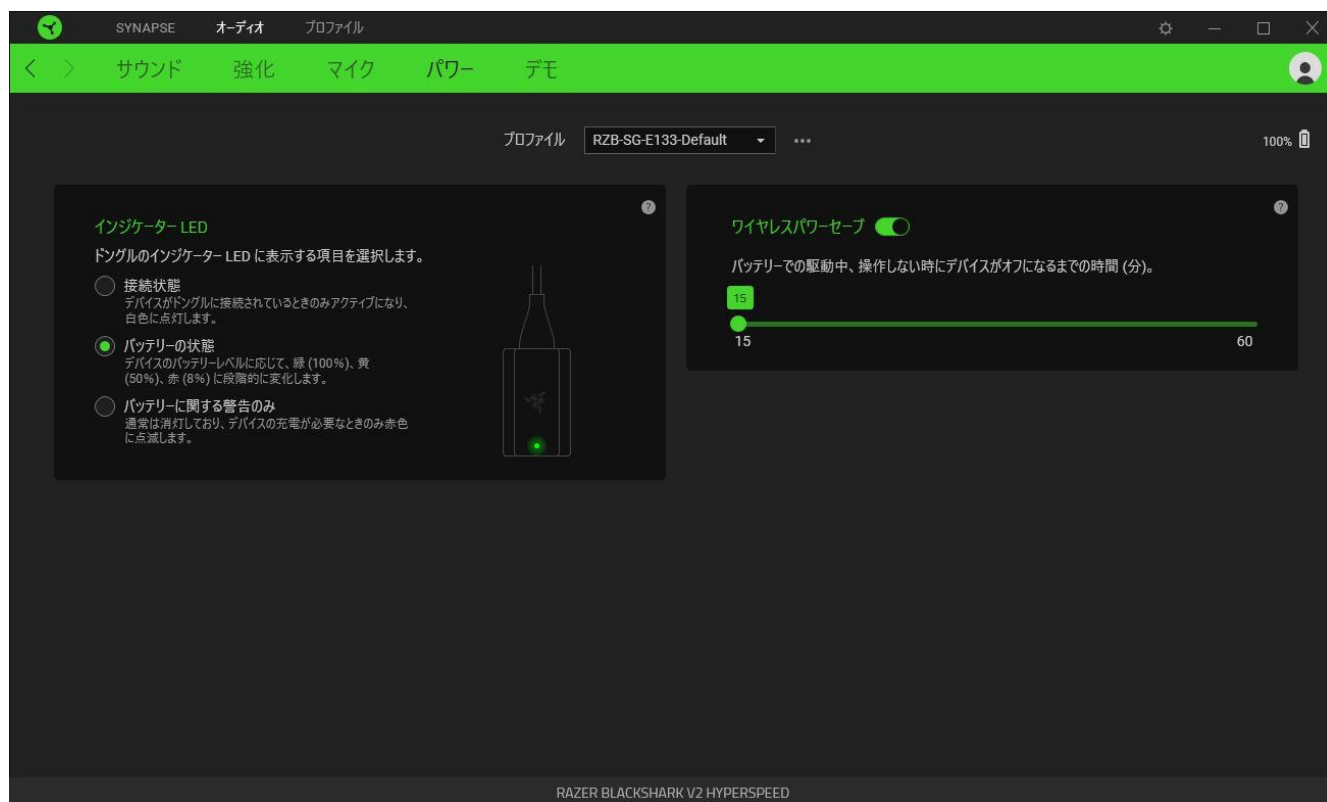 SYNAPSE オーディオ プロファイル
サウンド 強化 マイク パワー デモ
プロファイル RZB-SG-E133-Default 100%
インジケーター LED
ドングルのインジケーター LED に表示する項目を選択します。
接続状態
デバイスがドングルに接続されているときのみアクティブになり、
白色に点灯します。
バッテリーの状態
デバイスのバッテリーレベルに応じて、緑 (100%)、黄
(50%)、赤 (8%) に段階的に変化します。
バッテリーに関する警告のみ
通常は消灯しており、デバイスの充電が必要なときのみ赤色
に点滅します。
ワイヤレスパワーセーブ
バッテリーでの駆動中、操作しない時にデバイスがオフになるまでの時間 (分)。
15
15 60
RAZER BLACKSHARK V2 HYPERSPEED